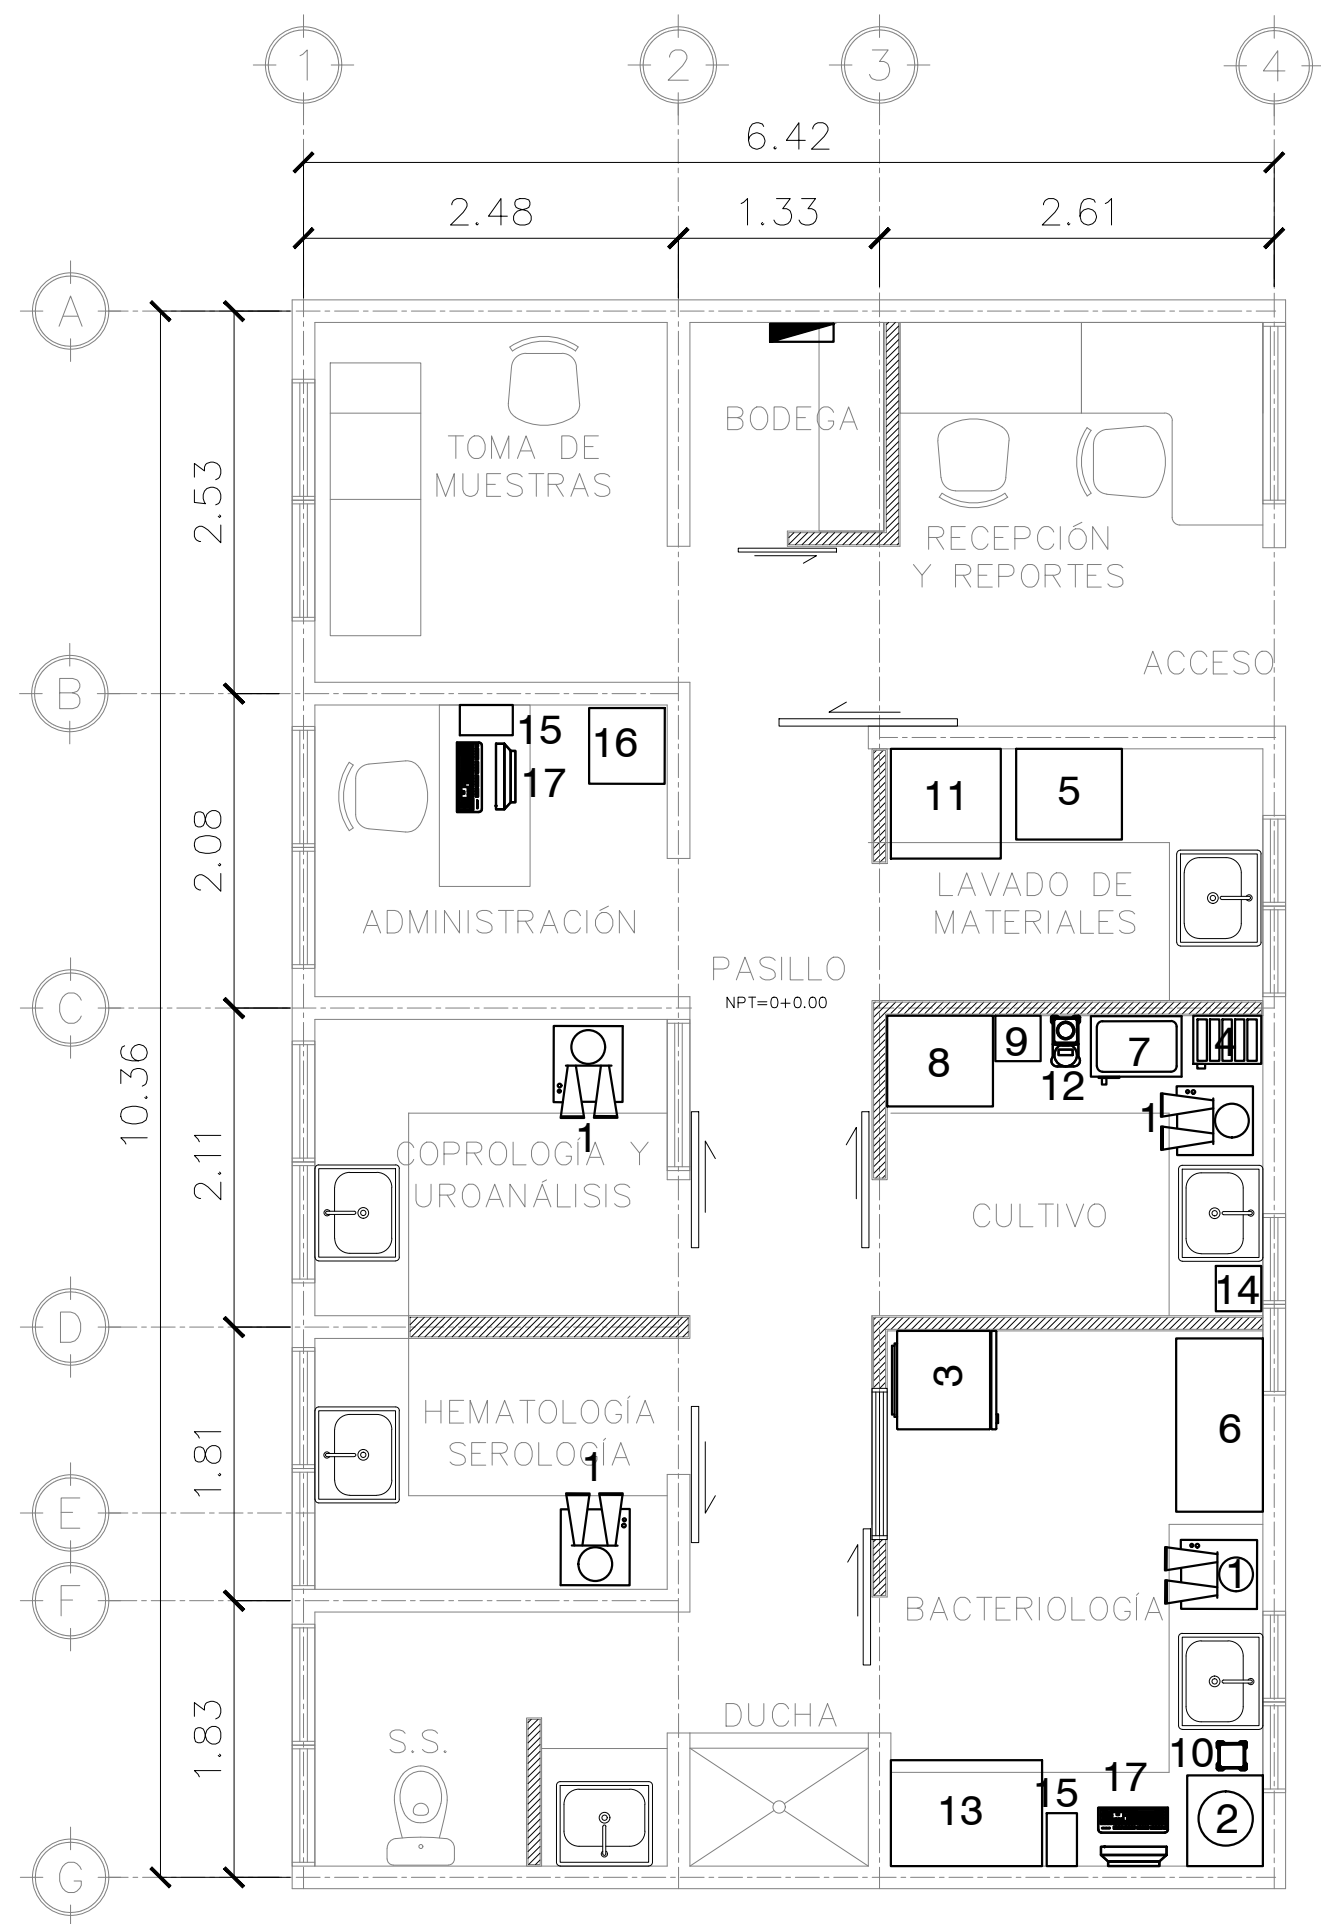 1 2 3 4
6.42
2.48 1.33 2.61
A
BODEGA
TOMA DE
MUESTRAS
2.53
RECEPCIÓN
Y REPORTES
ACCESO
B
15
16
17
11
5
2.08
LAVADO DE
MATERIALES
ADMINISTRACIÓN
PASILLO
NPT=0+0.00
C
8
9
12
7
4
10.36
1
1
COPROLOGÍA Y
UROANÁLISIS
2.11
CULTIVO
14
D
3
HEMATOLOGÍA
SEROLOGÍA
1
1.81
6
E
1
F
BACTERIOLOGÍA
DUCHA
S.S.
1.83
10
17
15
13
2
G